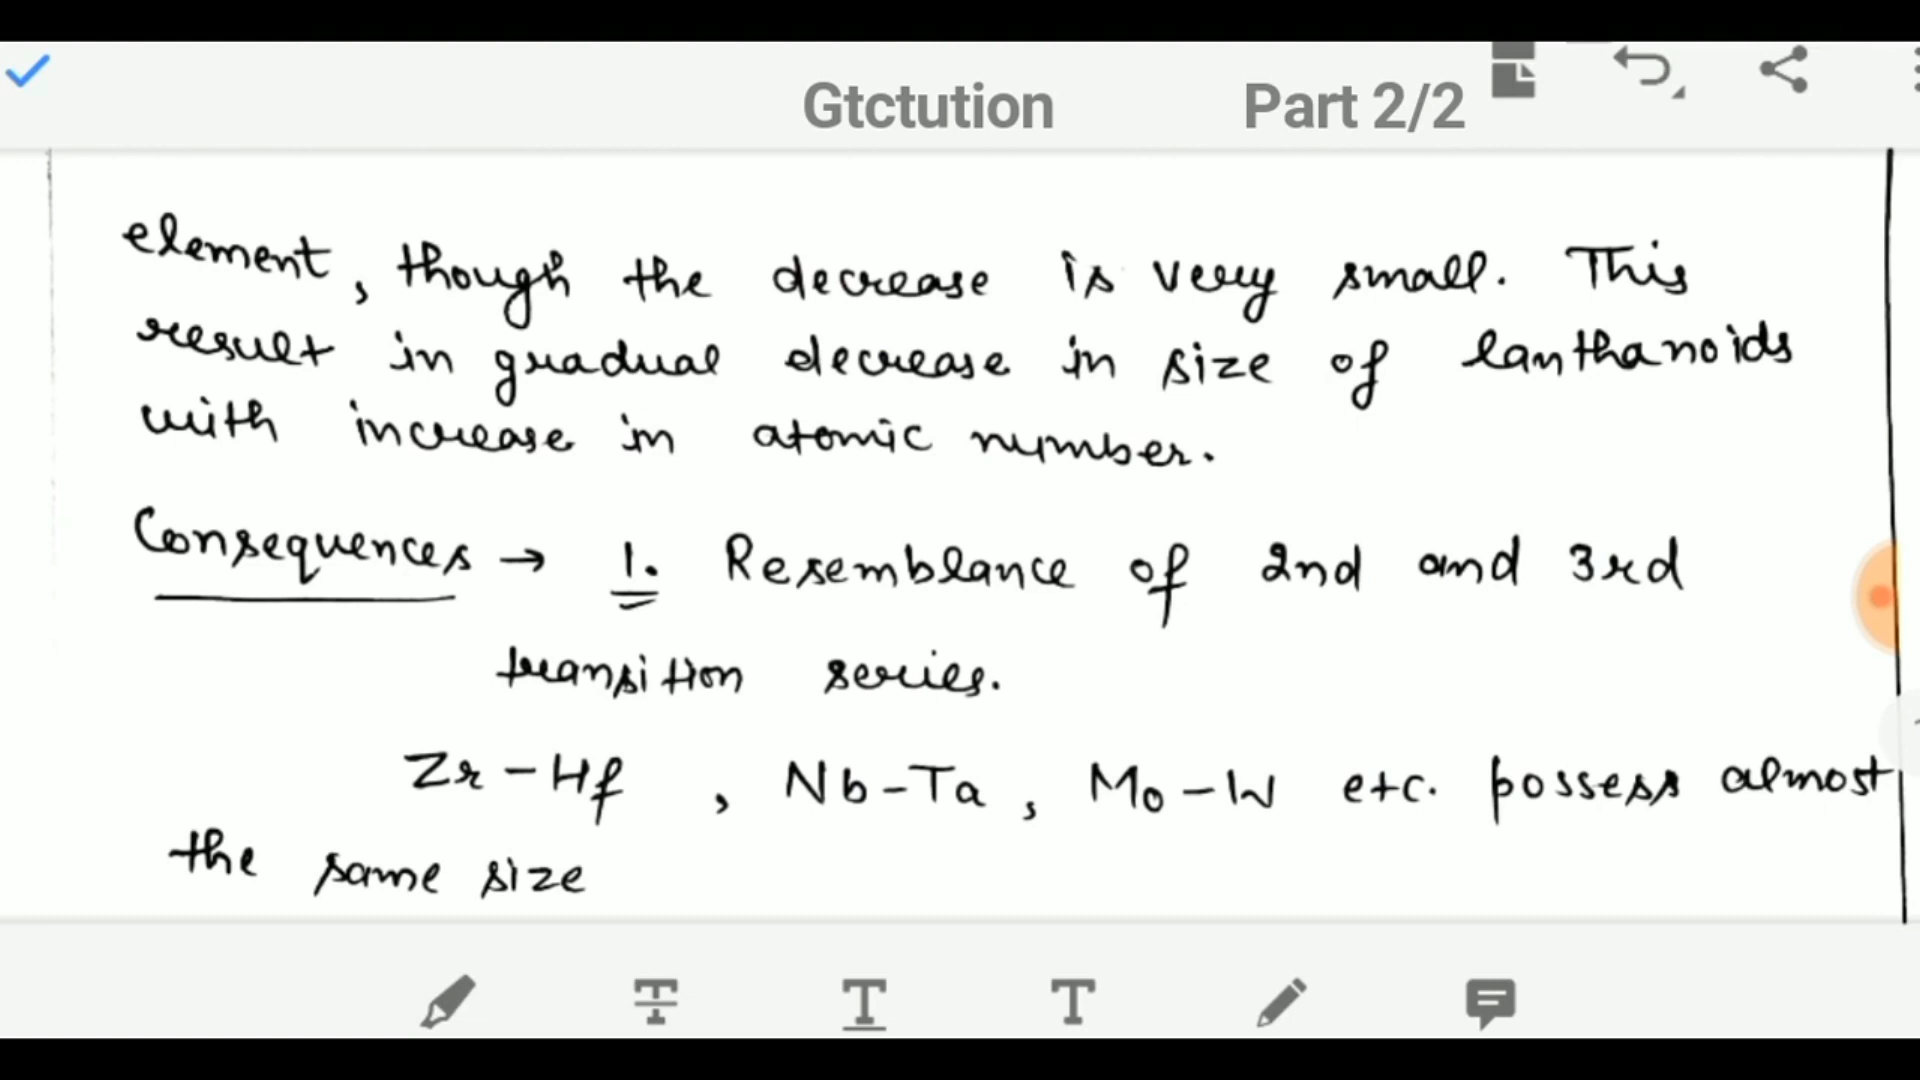 Gtctution Part 2/2
element, though the decrease is very small. This
result in gradual decrease in size of lanthanoids
with increase in atomic number.
Consequences → 1. Resemblance of 2nd and 3rd
transition series.
Zr-Hf, Nb-Ta, Mo-W etc. possess almost
the same size